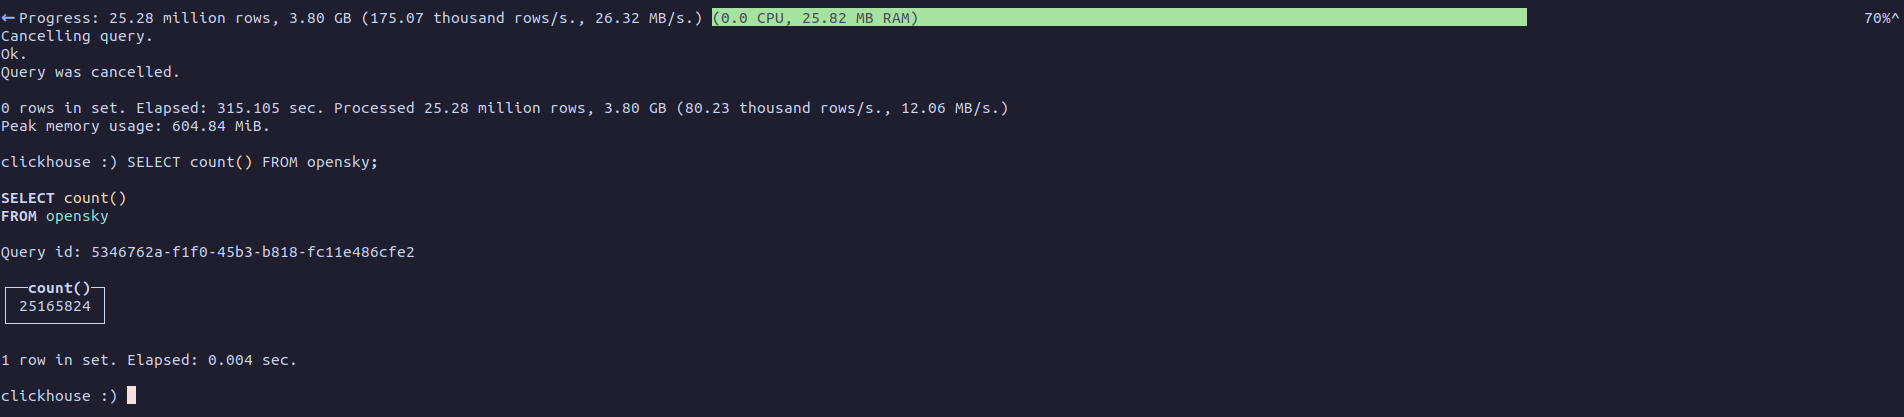 ← Progress: 25.28 million rows, 3.80 GB (175.07 thousand rows/s., 26.32 MB/s.) (0.0 CPU, 25.82 MB RAM) 70%^
Cancelling query.
Ok.
Query was cancelled.
0 rows in set. Elapsed: 315.105 sec. Processed 25.28 million rows, 3.80 GB (80.23 thousand rows/s., 12.06 MB/s.)
Peak memory usage: 604.84 MiB.
clickhouse :) SELECT count() FROM opensky;
SELECT count()
FROM opensky
Query id: 5346762a-f1f0-45b3-b818-fc11e486cfe2
count()
25165824
1 row in set. Elapsed: 0.004 sec.
clickhouse :)